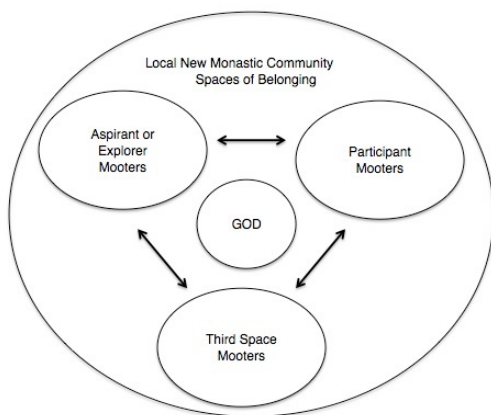 Local New Monastic Community
Spaces of Belonging
Aspirant or
Explorer
Mooters
Participant
Mooters
GOD
Third Space
Mooters